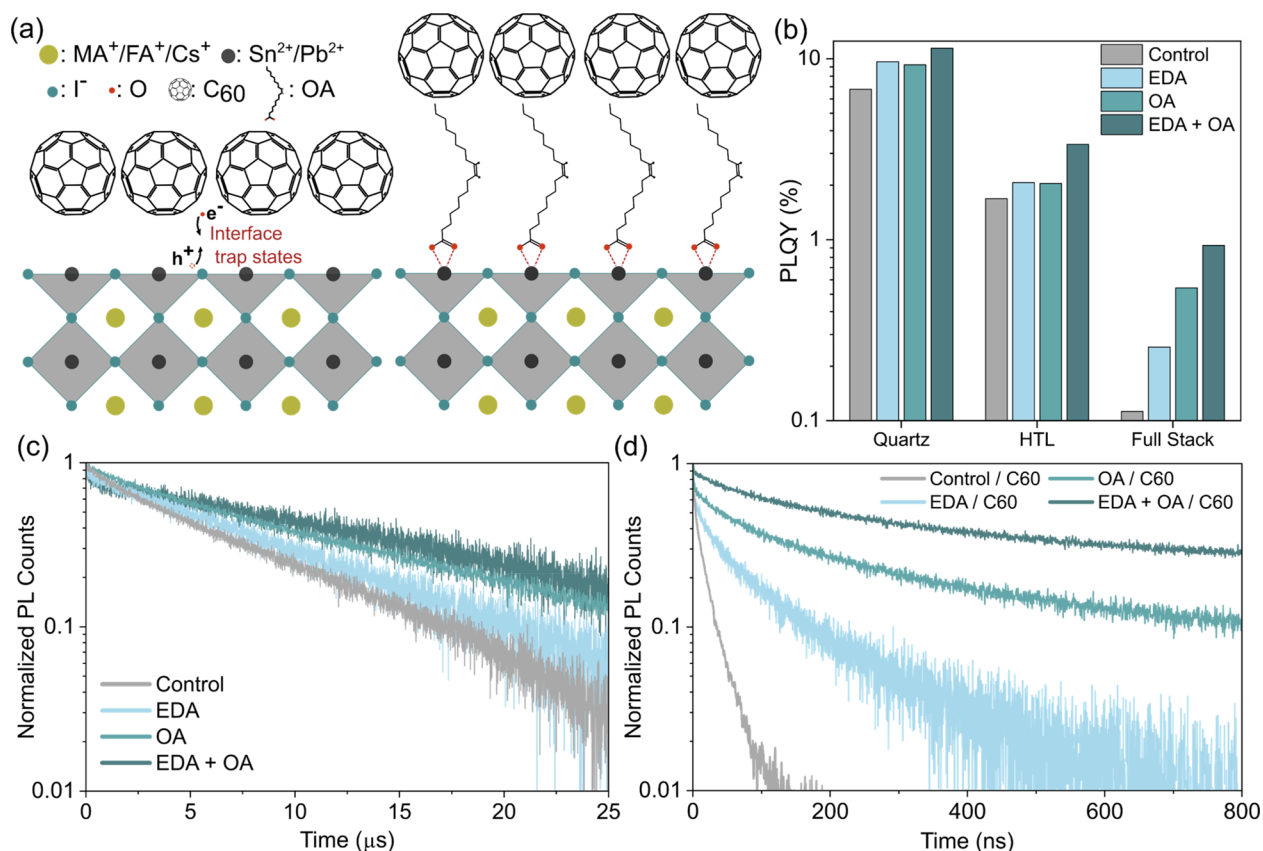 (a)
: MA⁺/FA⁺/Cs⁺ : Sn²⁺/Pb²⁺
: I⁻ : O : C₆₀ : OA
e⁻
Interface
h⁺ trap states
(b)
PLQY (%)
10
1
0.1
Control
EDA
OA
EDA + OA
Quartz HTL Full Stack
(c)
Normalized PL Counts
1
0.1
0.01
Control
EDA
OA
EDA + OA
0 5 10 15 20 25
Time (μs)
(d)
Normalized PL Counts
1
0.1
0.01
Control / C60 OA / C60
EDA / C60 EDA + OA / C60
0 200 400 600 800
Time (ns)